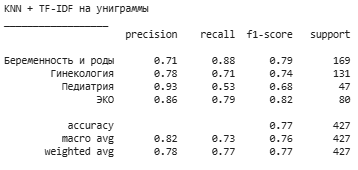 KNN + TF-IDF на униграммы
__________________
precision recall f1-score support
Беременность и роды 0.71 0.88 0.79 169
Гинекология 0.78 0.71 0.74 131
Педиатрия 0.93 0.53 0.68 47
ЭКО 0.86 0.79 0.82 80
accuracy 0.77 427
macro avg 0.82 0.73 0.76 427
weighted avg 0.78 0.77 0.77 427